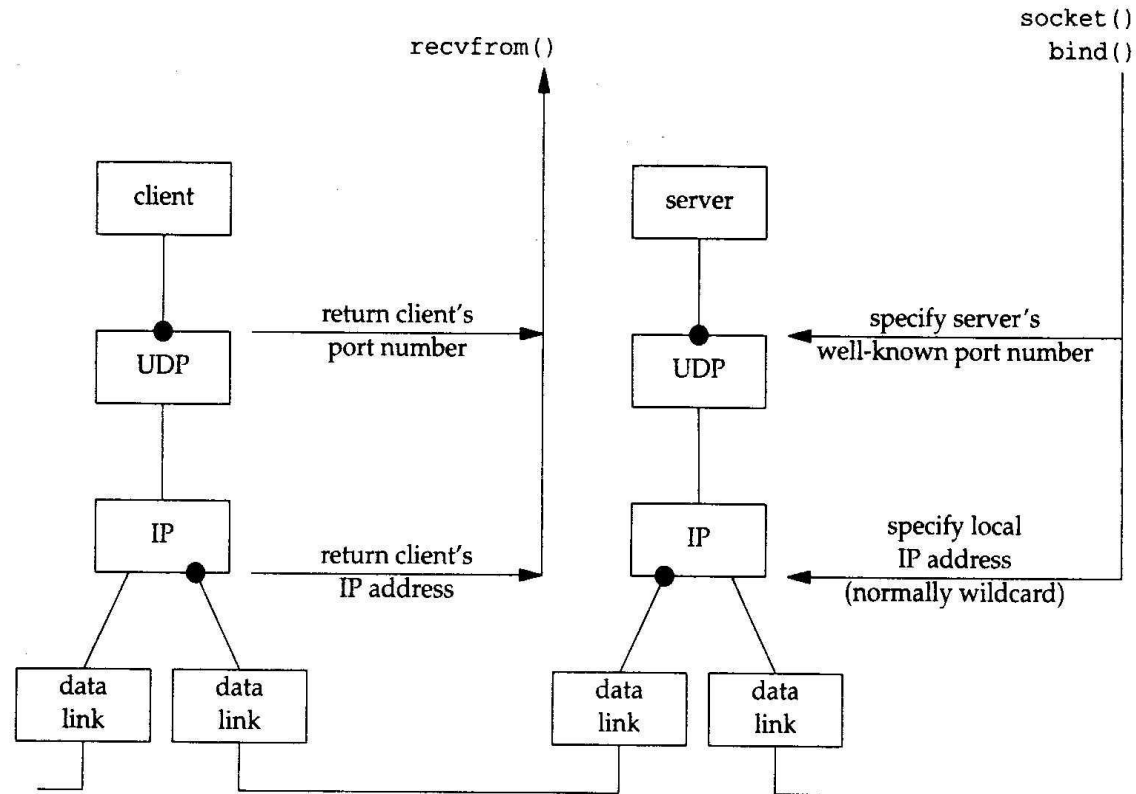 socket()
bind()
recvfrom()
client
server
return client's
port number
specify server's
well-known port number
UDP
UDP
IP
IP
return client's
IP address
specify local
IP address
(normally wildcard)
data
link
data
link
data
link
data
link